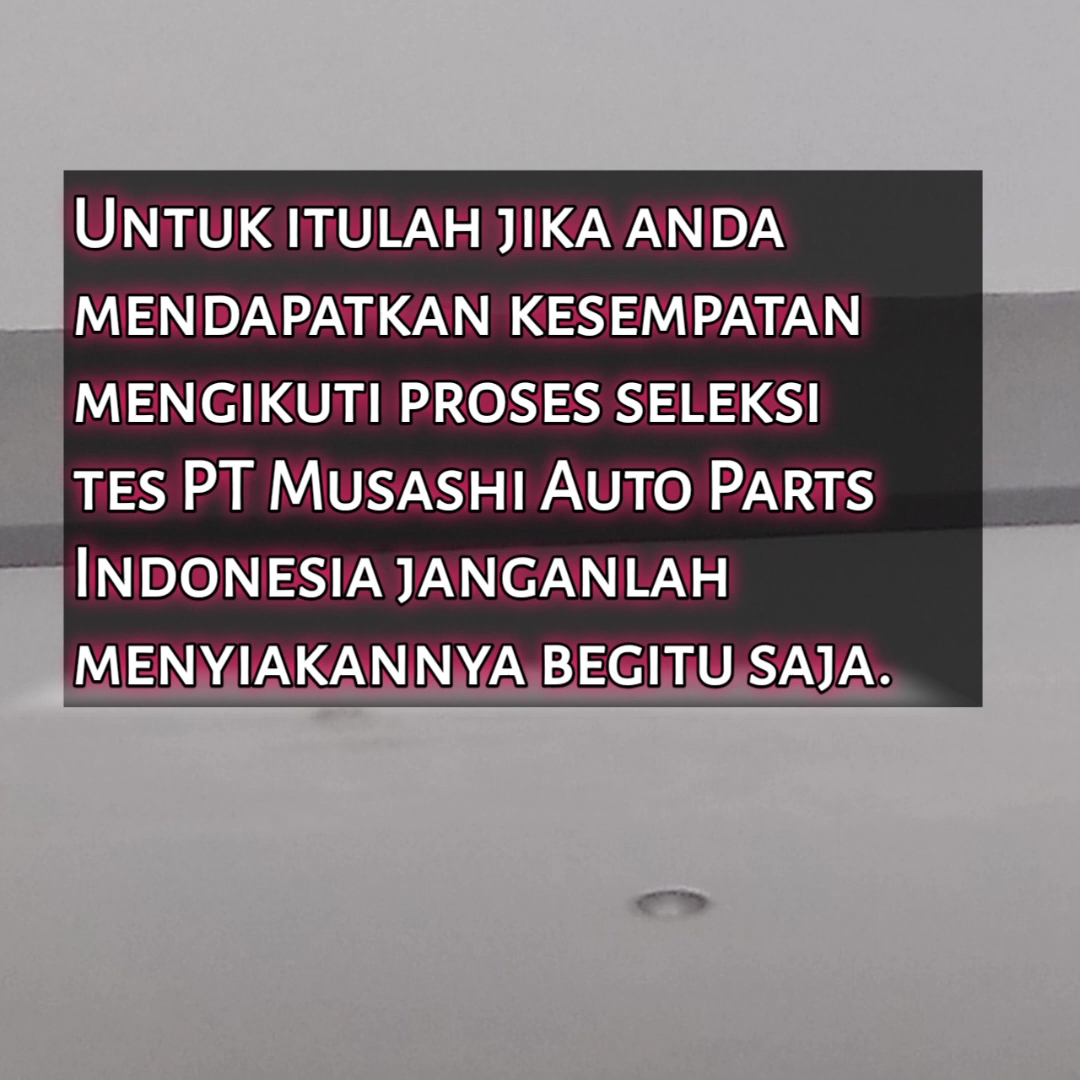 Untuk itulah jika anda
mendapatkan kesempatan
mengikuti proses seleksi
tes PT Musashi Auto Parts
Indonesia janganlah
menyiakannya begitu saja.